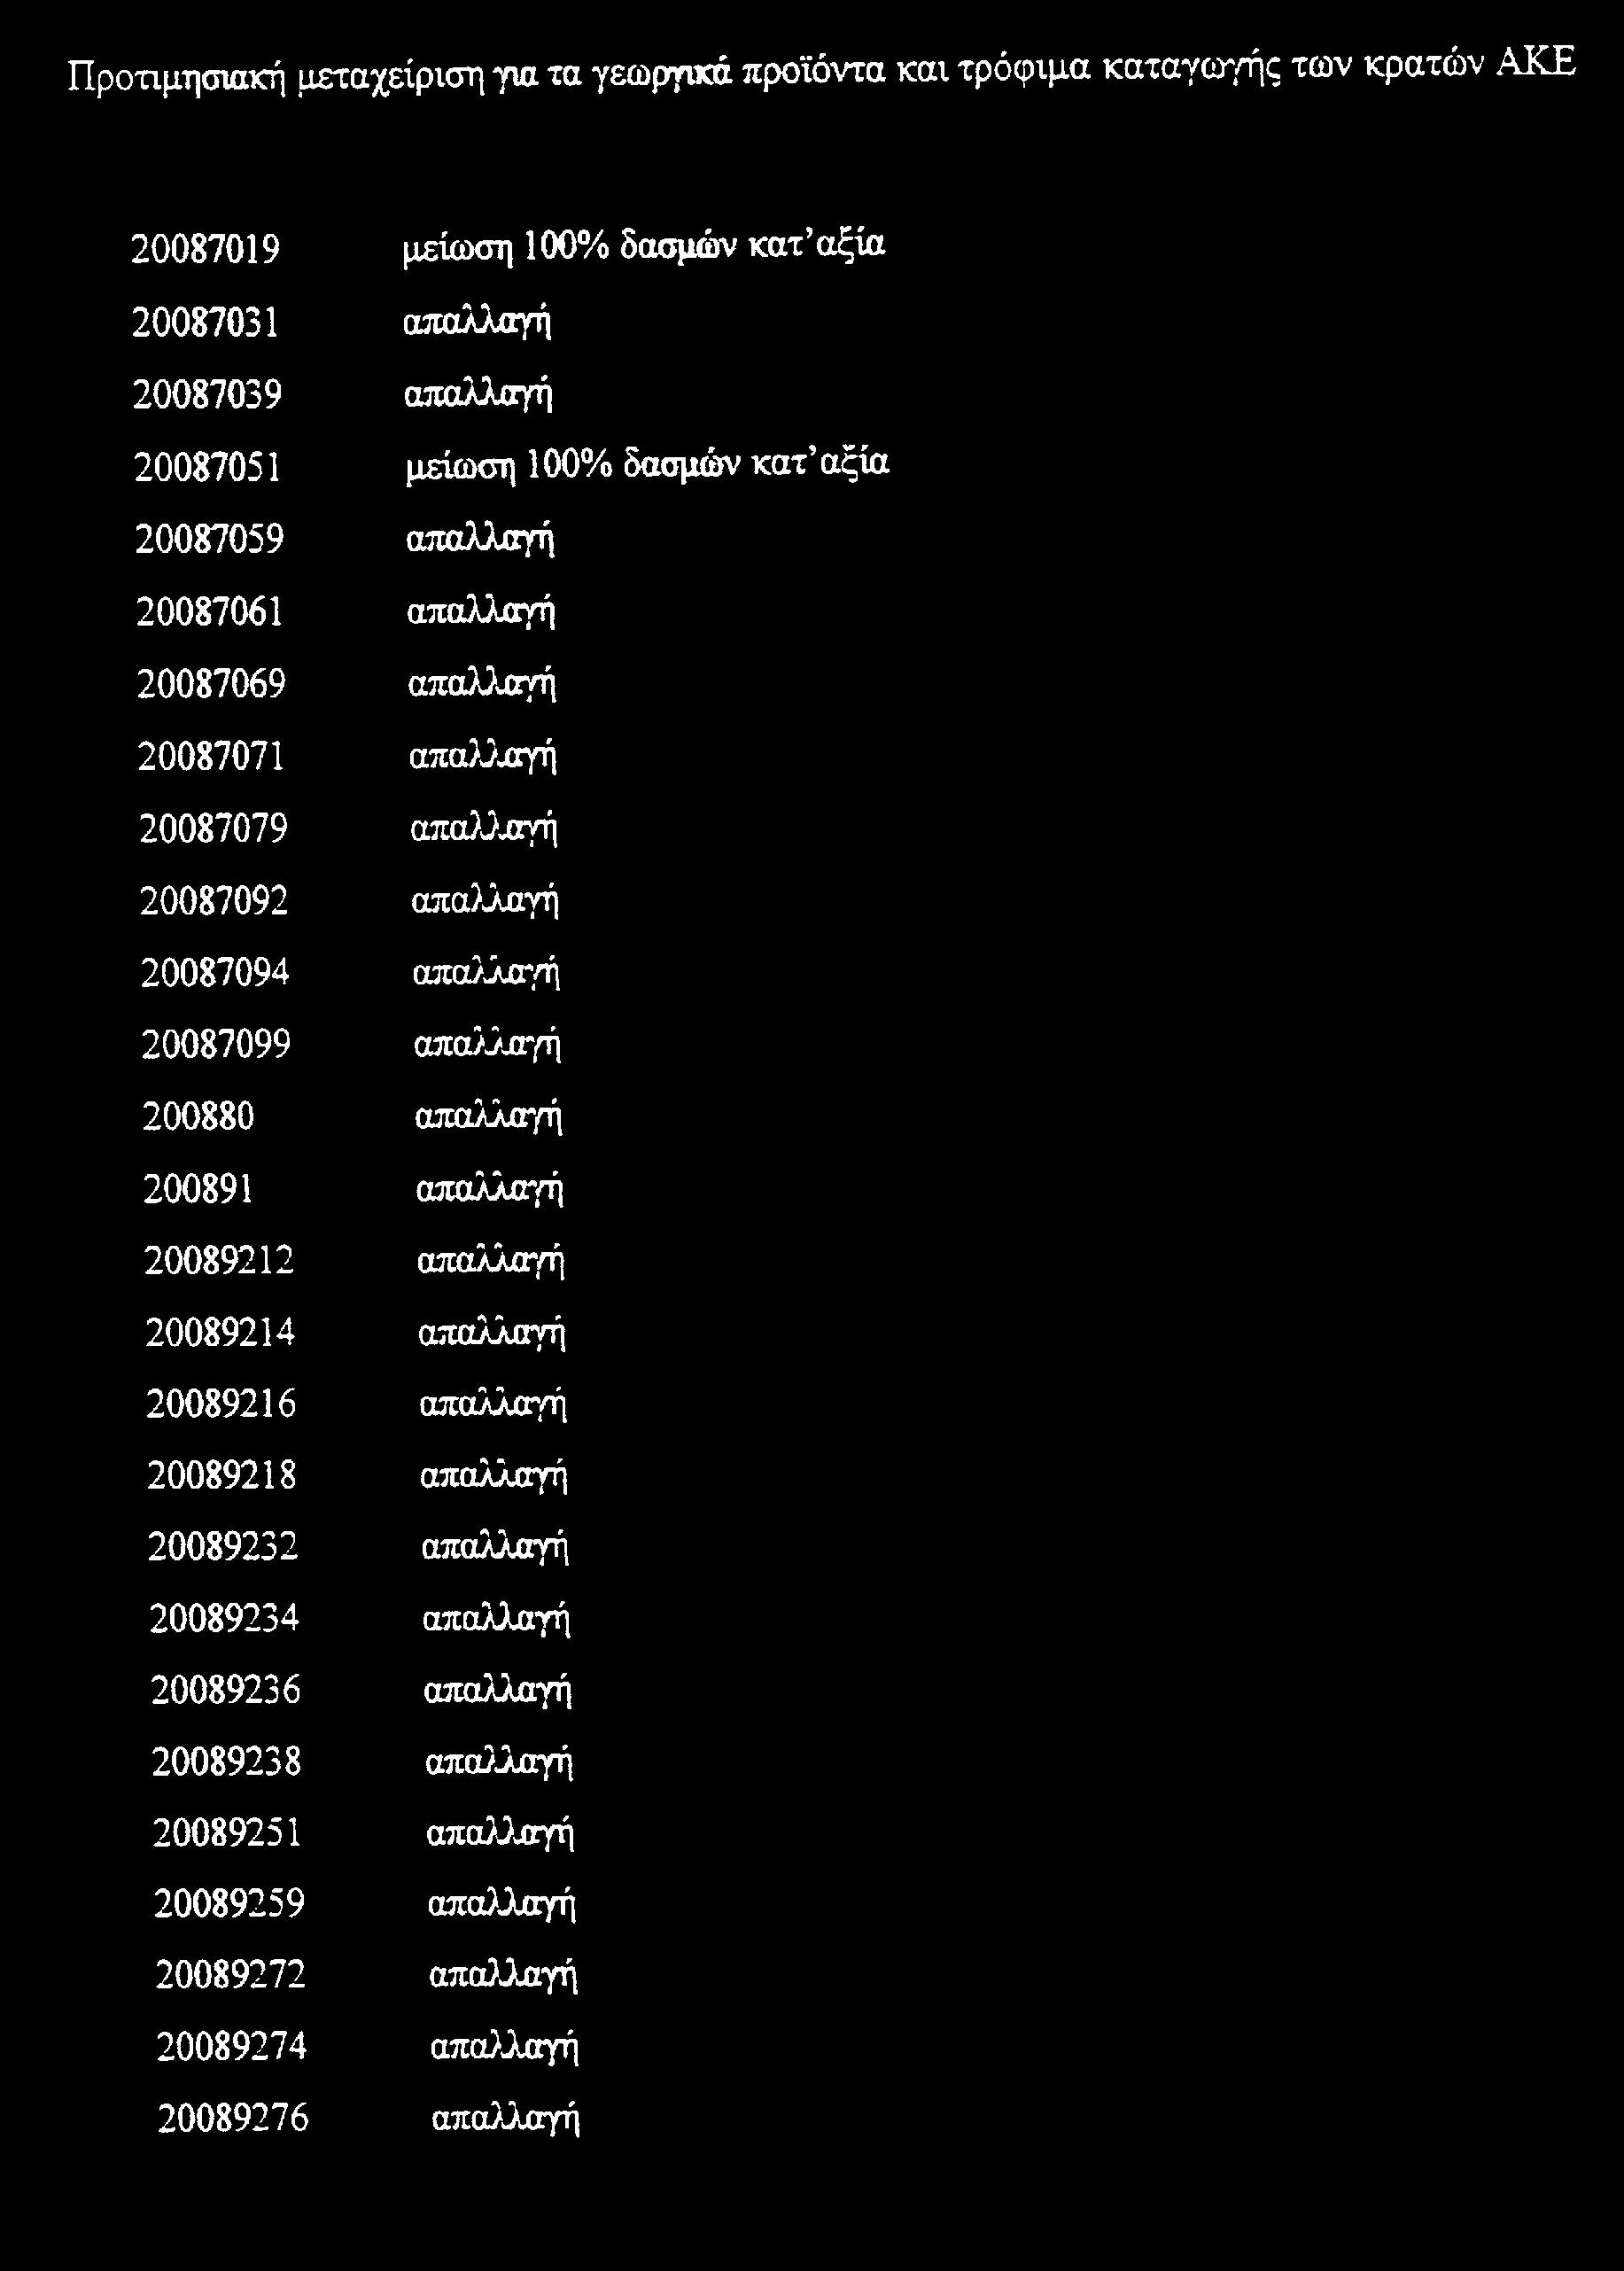 Προτιμησιακή μεταχείριση για τα γεωργικά προϊόντα και τρόφιμα καταγωγής των κρατών ΑΚΕ
20087019 μείωση 100% δασμών κατ’αξία
20087031 απαλλαγή
20087039 απαλλαγή
20087051 μείωση 100% δασμών κατ’αξία
20087059 απαλλαγή
20087061 απαλλαγή
20087069 απαλλαγή
20087071 απαλλαγή
20087079 απαλλαγή
20087092 απαλλαγή
20087094 απαλλαγή
20087099 απαλλαγή
200880 απαλλαγή
200891 απαλλαγή
20089212 απαλλαγή
20089214 απαλλαγή
20089216 απαλλαγή
20089218 απαλλαγή
20089232 απαλλαγή
20089234 απαλλαγή
20089236 απαλλαγή
20089238 απαλλαγή
20089251 απαλλαγή
20089259 απαλλαγή
20089272 απαλλαγή
20089274 απαλλαγή
20089276 απαλλαγή